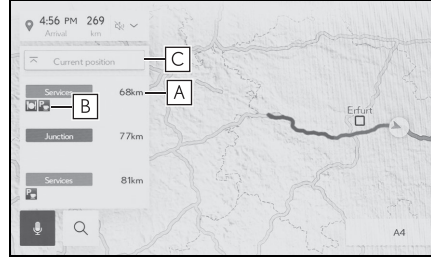 4:56 PM 269
Arrival km
Current position
C
Services 68km
A
P
B
Junction 77km
Services 81km
P
Erfurt
A4